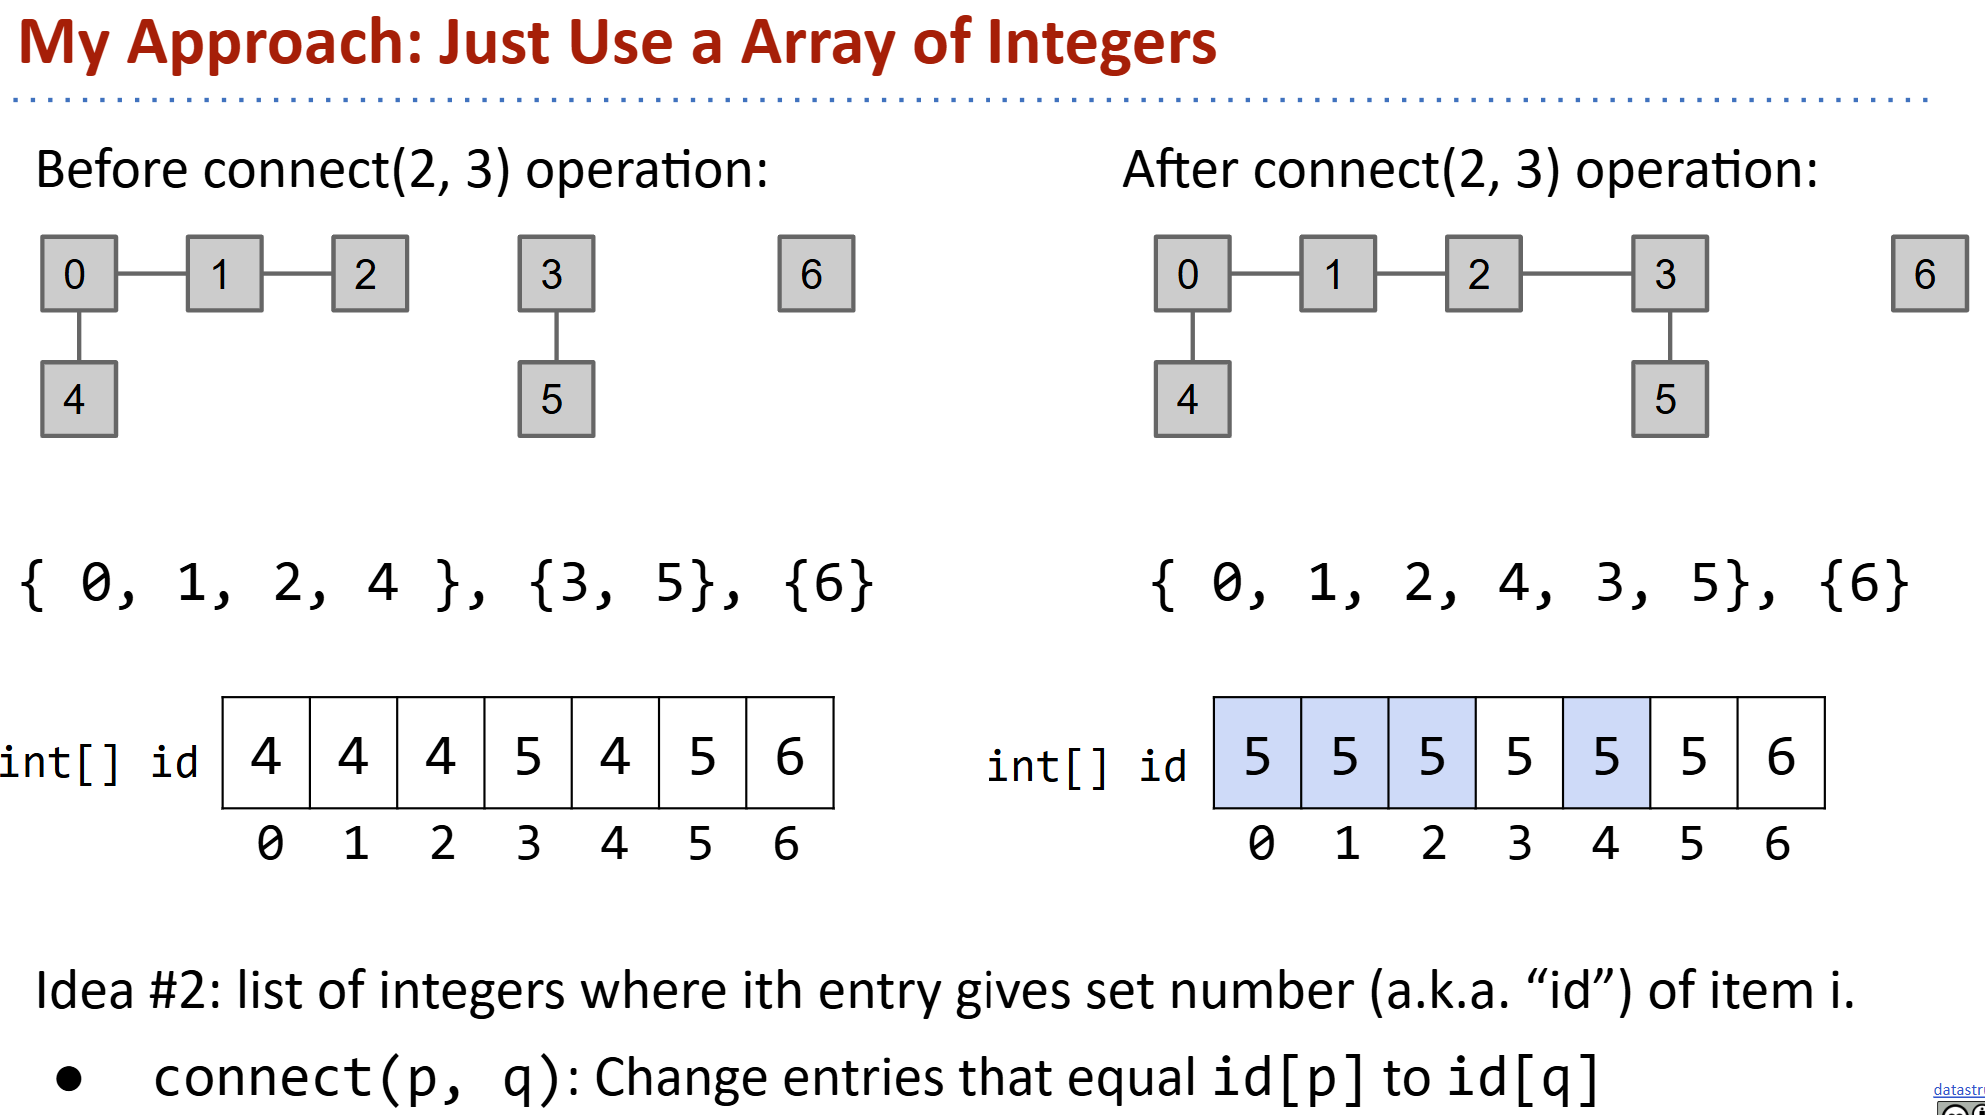 My Approach: Just Use a Array of Integers
Before connect(2, 3) operation:
After connect(2, 3) operation:
0 1 2 3 6
4 5
0 1 2 3 6
4 5
{ 0, 1, 2, 4 }, {3, 5}, {6}
{ 0, 1, 2, 4, 3, 5}, {6}
int[] id 4 4 4 5 4 5 6
0 1 2 3 4 5 6
int[] id 5 5 5 5 5 5 6
0 1 2 3 4 5 6
Idea #2: list of integers where ith entry gives set number (a.k.a. “id”) of item i.
● connect(p, q): Change entries that equal id[p] to id[q]
datastr